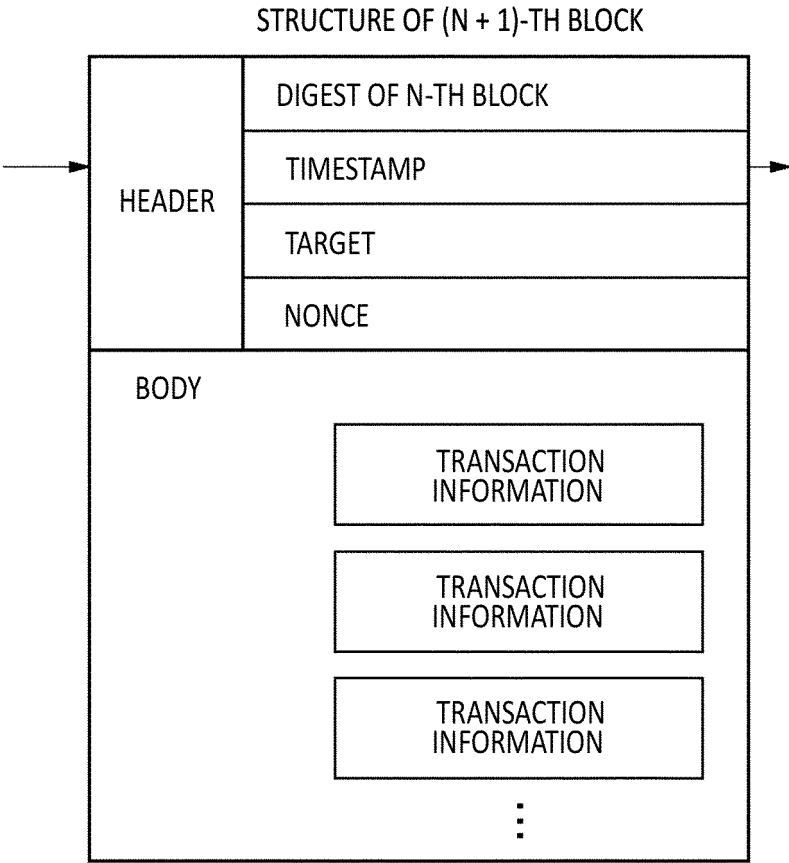 STRUCTURE OF (N + 1)-TH BLOCK
HEADER
DIGEST OF N-TH BLOCK
TIMESTAMP
TARGET
NONCE
BODY
TRANSACTION
INFORMATION
TRANSACTION
INFORMATION
TRANSACTION
INFORMATION
⋮